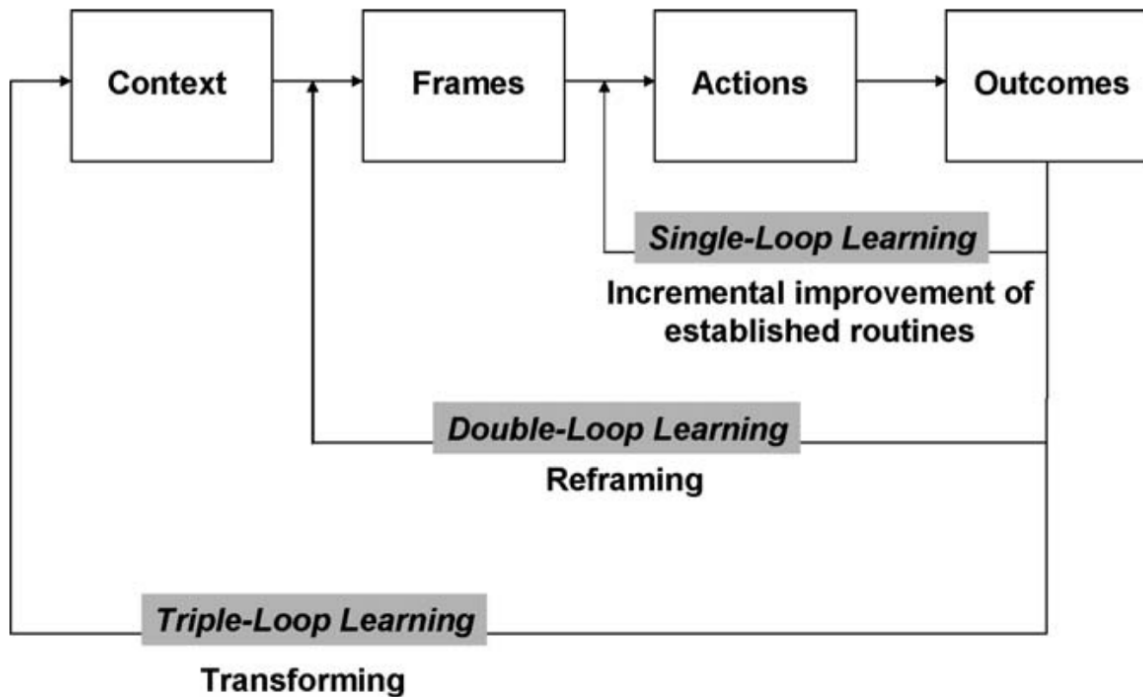 Context
Frames
Actions
Outcomes
Single-Loop Learning
Incremental improvement of
established routines
Double-Loop Learning
Reframing
Triple-Loop Learning
Transforming